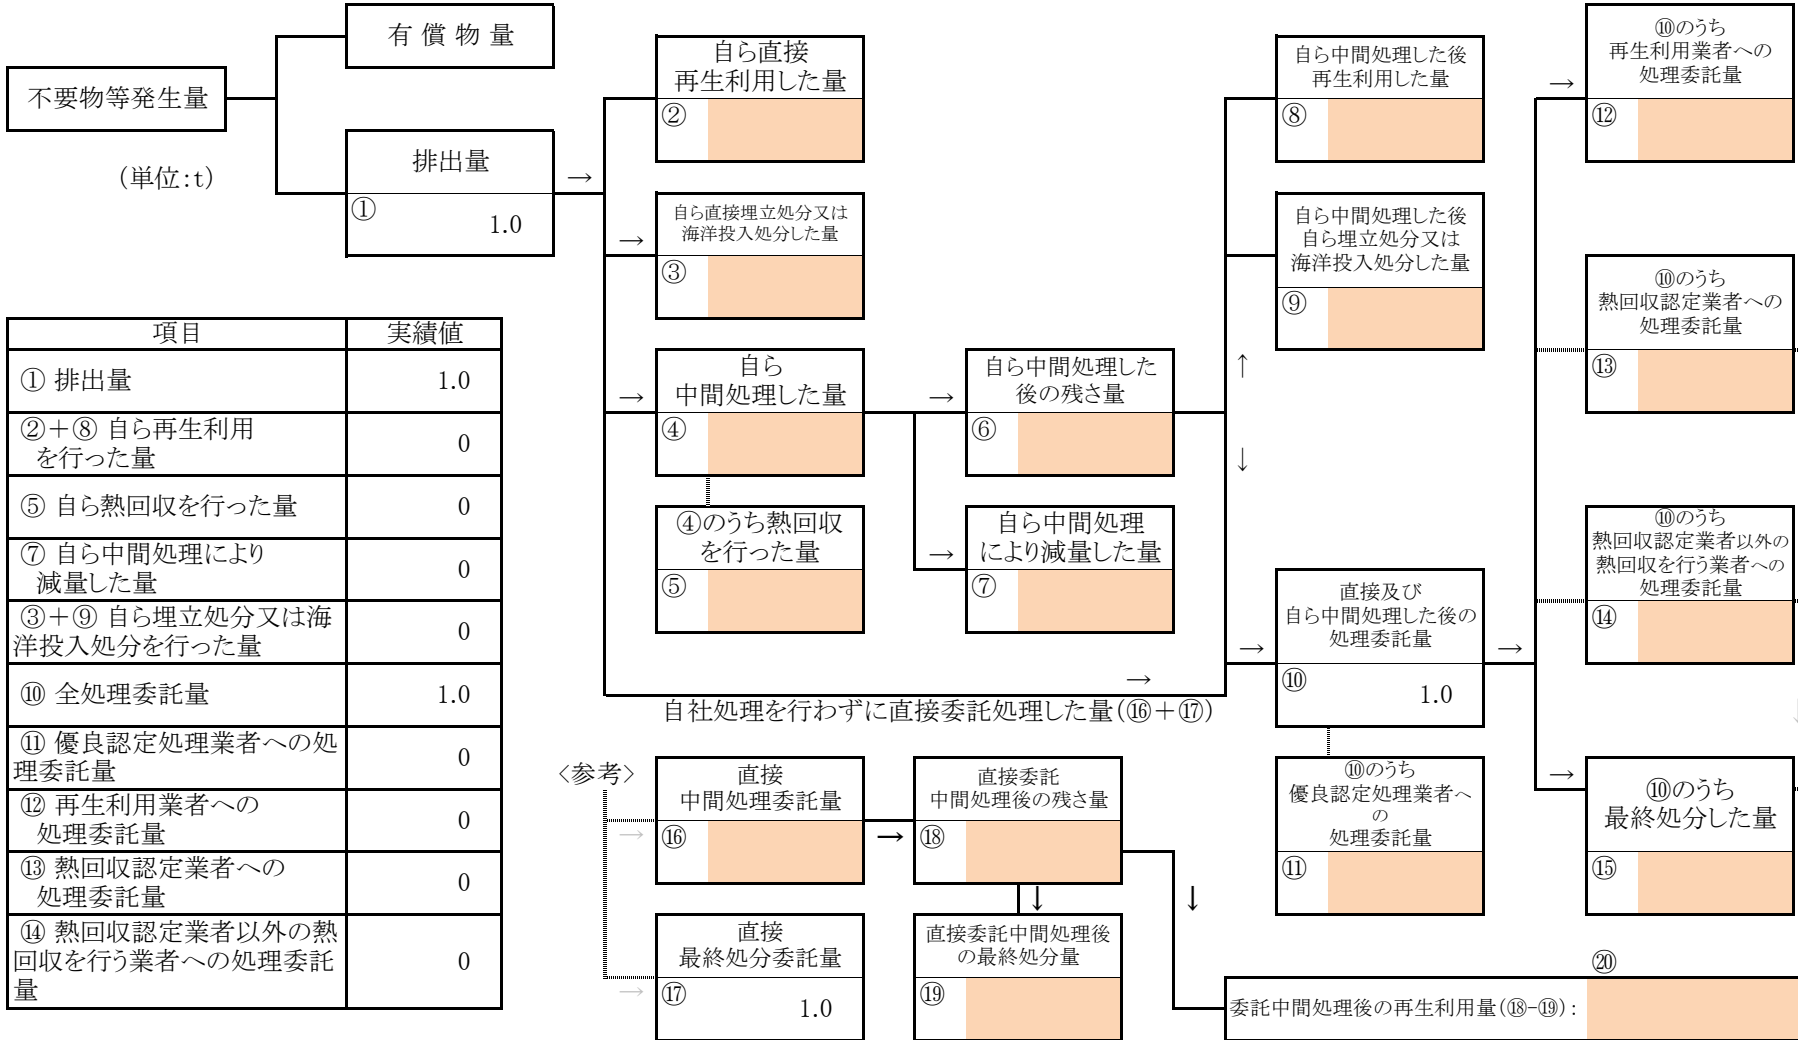 不要物等発生量
有 償 物 量
(単位:t)
排出量
①
1.0
→
自ら直接
再生利用した量
②
→
自ら直接埋立処分又は
海洋投入処分した量
③
→
自ら
中間処理した量
④
④のうち熱回収
を行った量
⑤
→
自ら中間処理した
後の残さ量
⑥
→
自ら中間処理
により減量した量
⑦
自ら中間処理した後
再生利用した量
⑧
自ら中間処理した後
自ら埋立処分又は
海洋投入処分した量
⑨
↑
↓
→
自社処理を行わずに直接委託処理した量(⑯+⑰)
→
直接及び
自ら中間処理した後の
処理委託量
⑩
1.0
→
⑩のうち
優良認定処理業者へ
の
処理委託量
⑪
→
⑩のうち
再生利用業者への
処理委託量
⑫
⑩のうち
熱回収認定業者への
処理委託量
⑬
⑩のうち
熱回収認定業者以外の
熱回収を行う業者への
処理委託量
⑭
→
⑩のうち
最終処分した量
⑮
項目 実績値
① 排出量 1.0
②+⑧ 自ら再生利用
を行った量 0
⑤ 自ら熱回収を行った量 0
⑦ 自ら中間処理により
減量した量 0
③+⑨ 自ら埋立処分又は海
洋投入処分を行った量 0
⑩ 全処理委託量 1.0
⑪ 優良認定処理業者への処
理委託量 0
⑫ 再生利用業者への
処理委託量 0
⑬ 熱回収認定業者への
処理委託量 0
⑭ 熱回収認定業者以外の熱
回収を行う業者への処理委託
量 0
<参考>
→
直接
中間処理委託量
⑯
→
直接委託
中間処理後の残さ量
⑱
↓
↓
→
直接
最終処分委託量
⑰
1.0
直接委託中間処理後
の最終処分量
⑲
⑳
委託中間処理後の再生利用量(⑱-⑲):